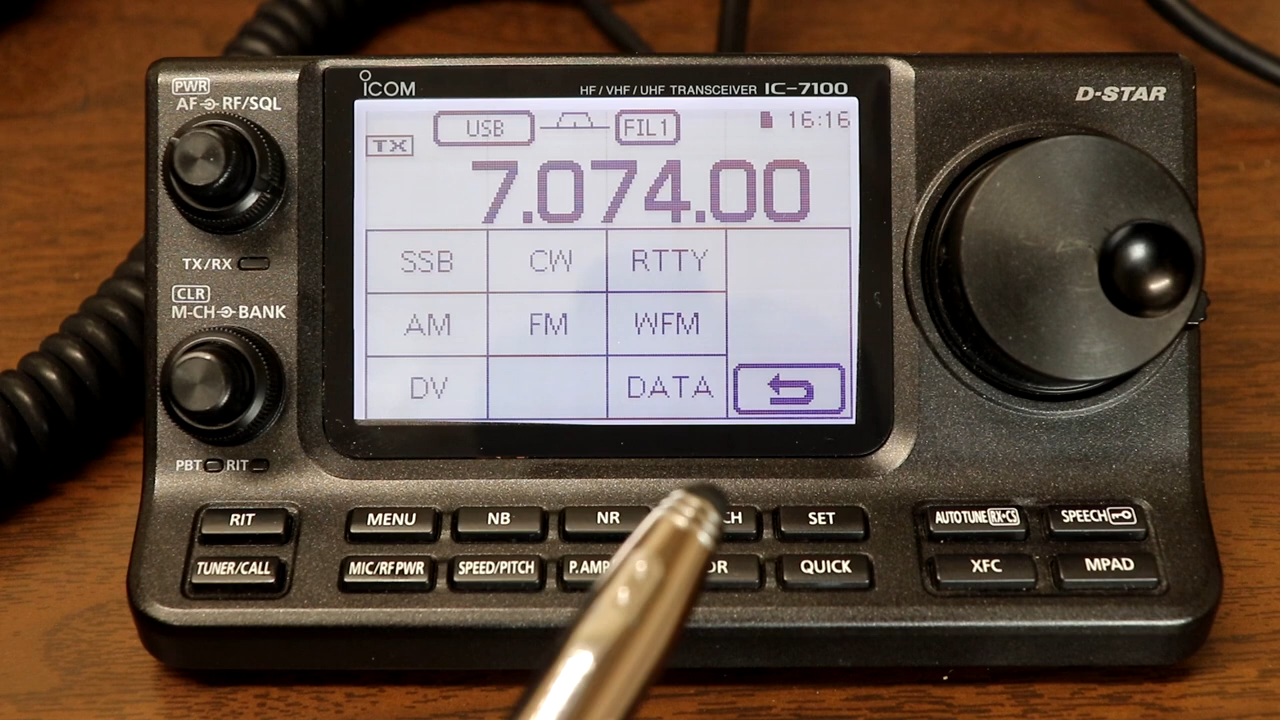 PWR
AF RF/SQL
ICOM
HF/VHF/UHF TRANSCEIVER IC-7100
D-STAR
USB FIL1 16:16
TX
7.074.00
SSB CW RTTY
AM FM WFM
DV DATA
TX/RX
CLR
M-CH BANK
PBT RIT
RIT MENU NB NR SET AUTOTUNE RX-CS SPEECH
TUNER/CALL MIC/RF PWR SPEED/PITCH P.AMP QUICK XFC MPAD